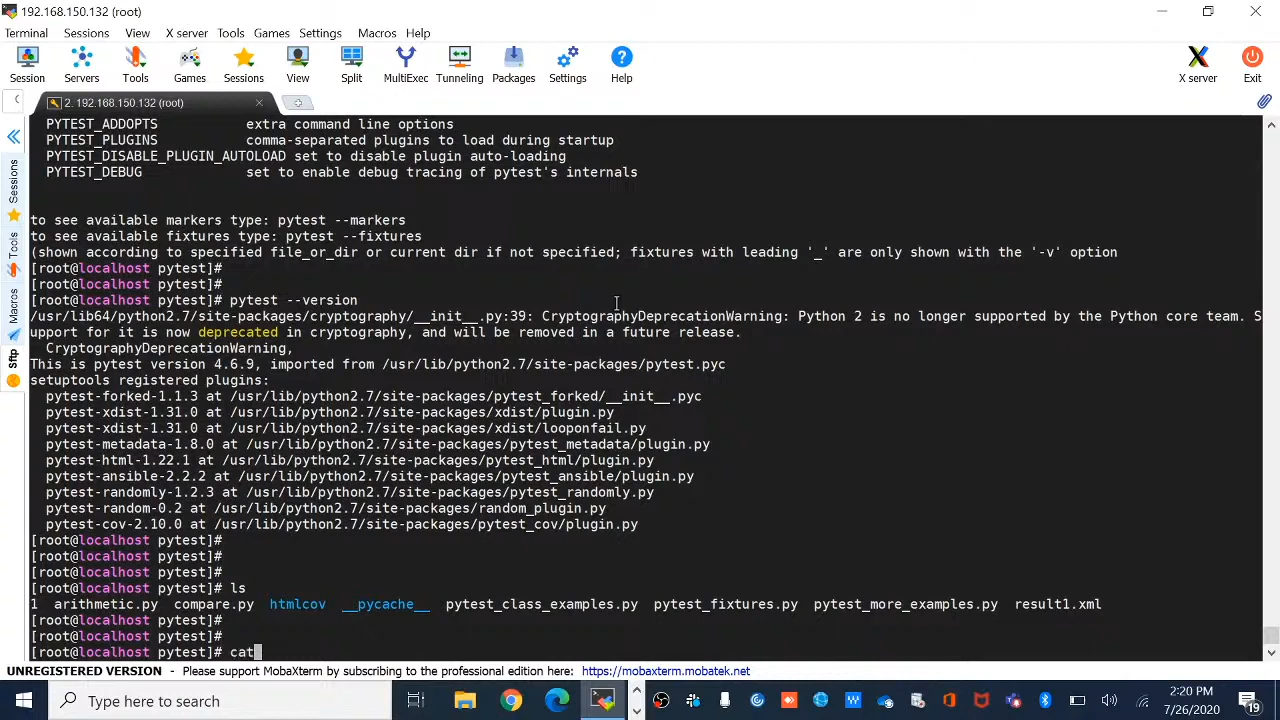 192.168.150.132 (root)
Terminal Sessions View X server Tools Games Settings Macros Help
Session Servers Tools Games Sessions View Split MultiExec Tunneling Packages Settings Help X server Exit
2. 192.168.150.132 (root)
Sessions
Tools
Macros
Sftp
PYTEST_ADDOPTS           extra command line options
PYTEST_PLUGINS           comma-separated plugins to load during startup
PYTEST_DISABLE_PLUGIN_AUTOLOAD set to disable plugin auto-loading
PYTEST_DEBUG             set to enable debug tracing of pytest's internals
to see available markers type: pytest --markers
to see available fixtures type: pytest --fixtures
(shown according to specified file_or_dir or current dir if not specified; fixtures with leading '_' are only shown with the '-v' option
[root@localhost pytest]#
[root@localhost pytest]#
[root@localhost pytest]# pytest --version
/usr/lib64/python2.7/site-packages/cryptography/__init__.py:39: CryptographyDeprecationWarning: Python 2 is no longer supported by the Python core team. S
upport for it is now deprecated in cryptography, and will be removed in a future release.
CryptographyDeprecationWarning,
This is pytest version 4.6.9, imported from /usr/lib/python2.7/site-packages/pytest.pyc
setuptools registered plugins:
pytest-forked-1.1.3 at /usr/lib/python2.7/site-packages/pytest_forked/__init__.pyc
pytest-xdist-1.31.0 at /usr/lib/python2.7/site-packages/xdist/plugin.py
pytest-xdist-1.31.0 at /usr/lib/python2.7/site-packages/xdist/looponfail.py
pytest-metadata-1.8.0 at /usr/lib/python2.7/site-packages/pytest_metadata/plugin.py
pytest-html-1.22.1 at /usr/lib/python2.7/site-packages/pytest_html/plugin.py
pytest-ansible-2.2.2 at /usr/lib/python2.7/site-packages/pytest_ansible/plugin.py
pytest-randomly-1.2.3 at /usr/lib/python2.7/site-packages/pytest_randomly.py
pytest-random-0.2 at /usr/lib/python2.7/site-packages/random_plugin.py
pytest-cov-2.10.0 at /usr/lib/python2.7/site-packages/pytest_cov/plugin.py
[root@localhost pytest]#
[root@localhost pytest]#
[root@localhost pytest]#
[root@localhost pytest]# ls
1  arithmetic.py  compare.py  htmlcov  __pycache__  pytest_class_examples.py  pytest_fixtures.py  pytest_more_examples.py  result1.xml
[root@localhost pytest]#
[root@localhost pytest]#
[root@localhost pytest]# cat
UNREGISTERED VERSION - Please support MobaXterm by subscribing to the professional edition here: https://mobaxterm.mobatek.net
Type here to search
2:20 PM
7/26/2020
19